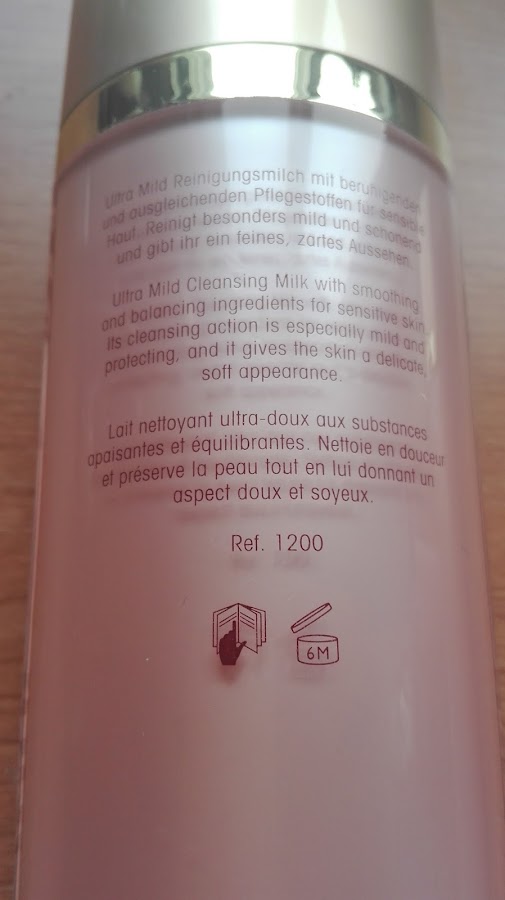 Ultra Mild Reinigungsmilch mit beruhigenden
und ausgleichenden Pflegestoffen für sensible
Haut. Reinigt besonders mild und schonend
und gibt ihr ein feines, zartes Aussehen.
Ultra Mild Cleansing Milk with smoothing
and balancing ingredients for sensitive skin.
Its cleansing action is especially mild and
protecting, and it gives the skin a delicate,
soft appearance.
Lait nettoyant ultra-doux aux substances
apaisantes et équilibrantes. Nettoie en douceur
et préserve la peau tout en lui donnant un
aspect doux et soyeux.
Ref. 1200
6M